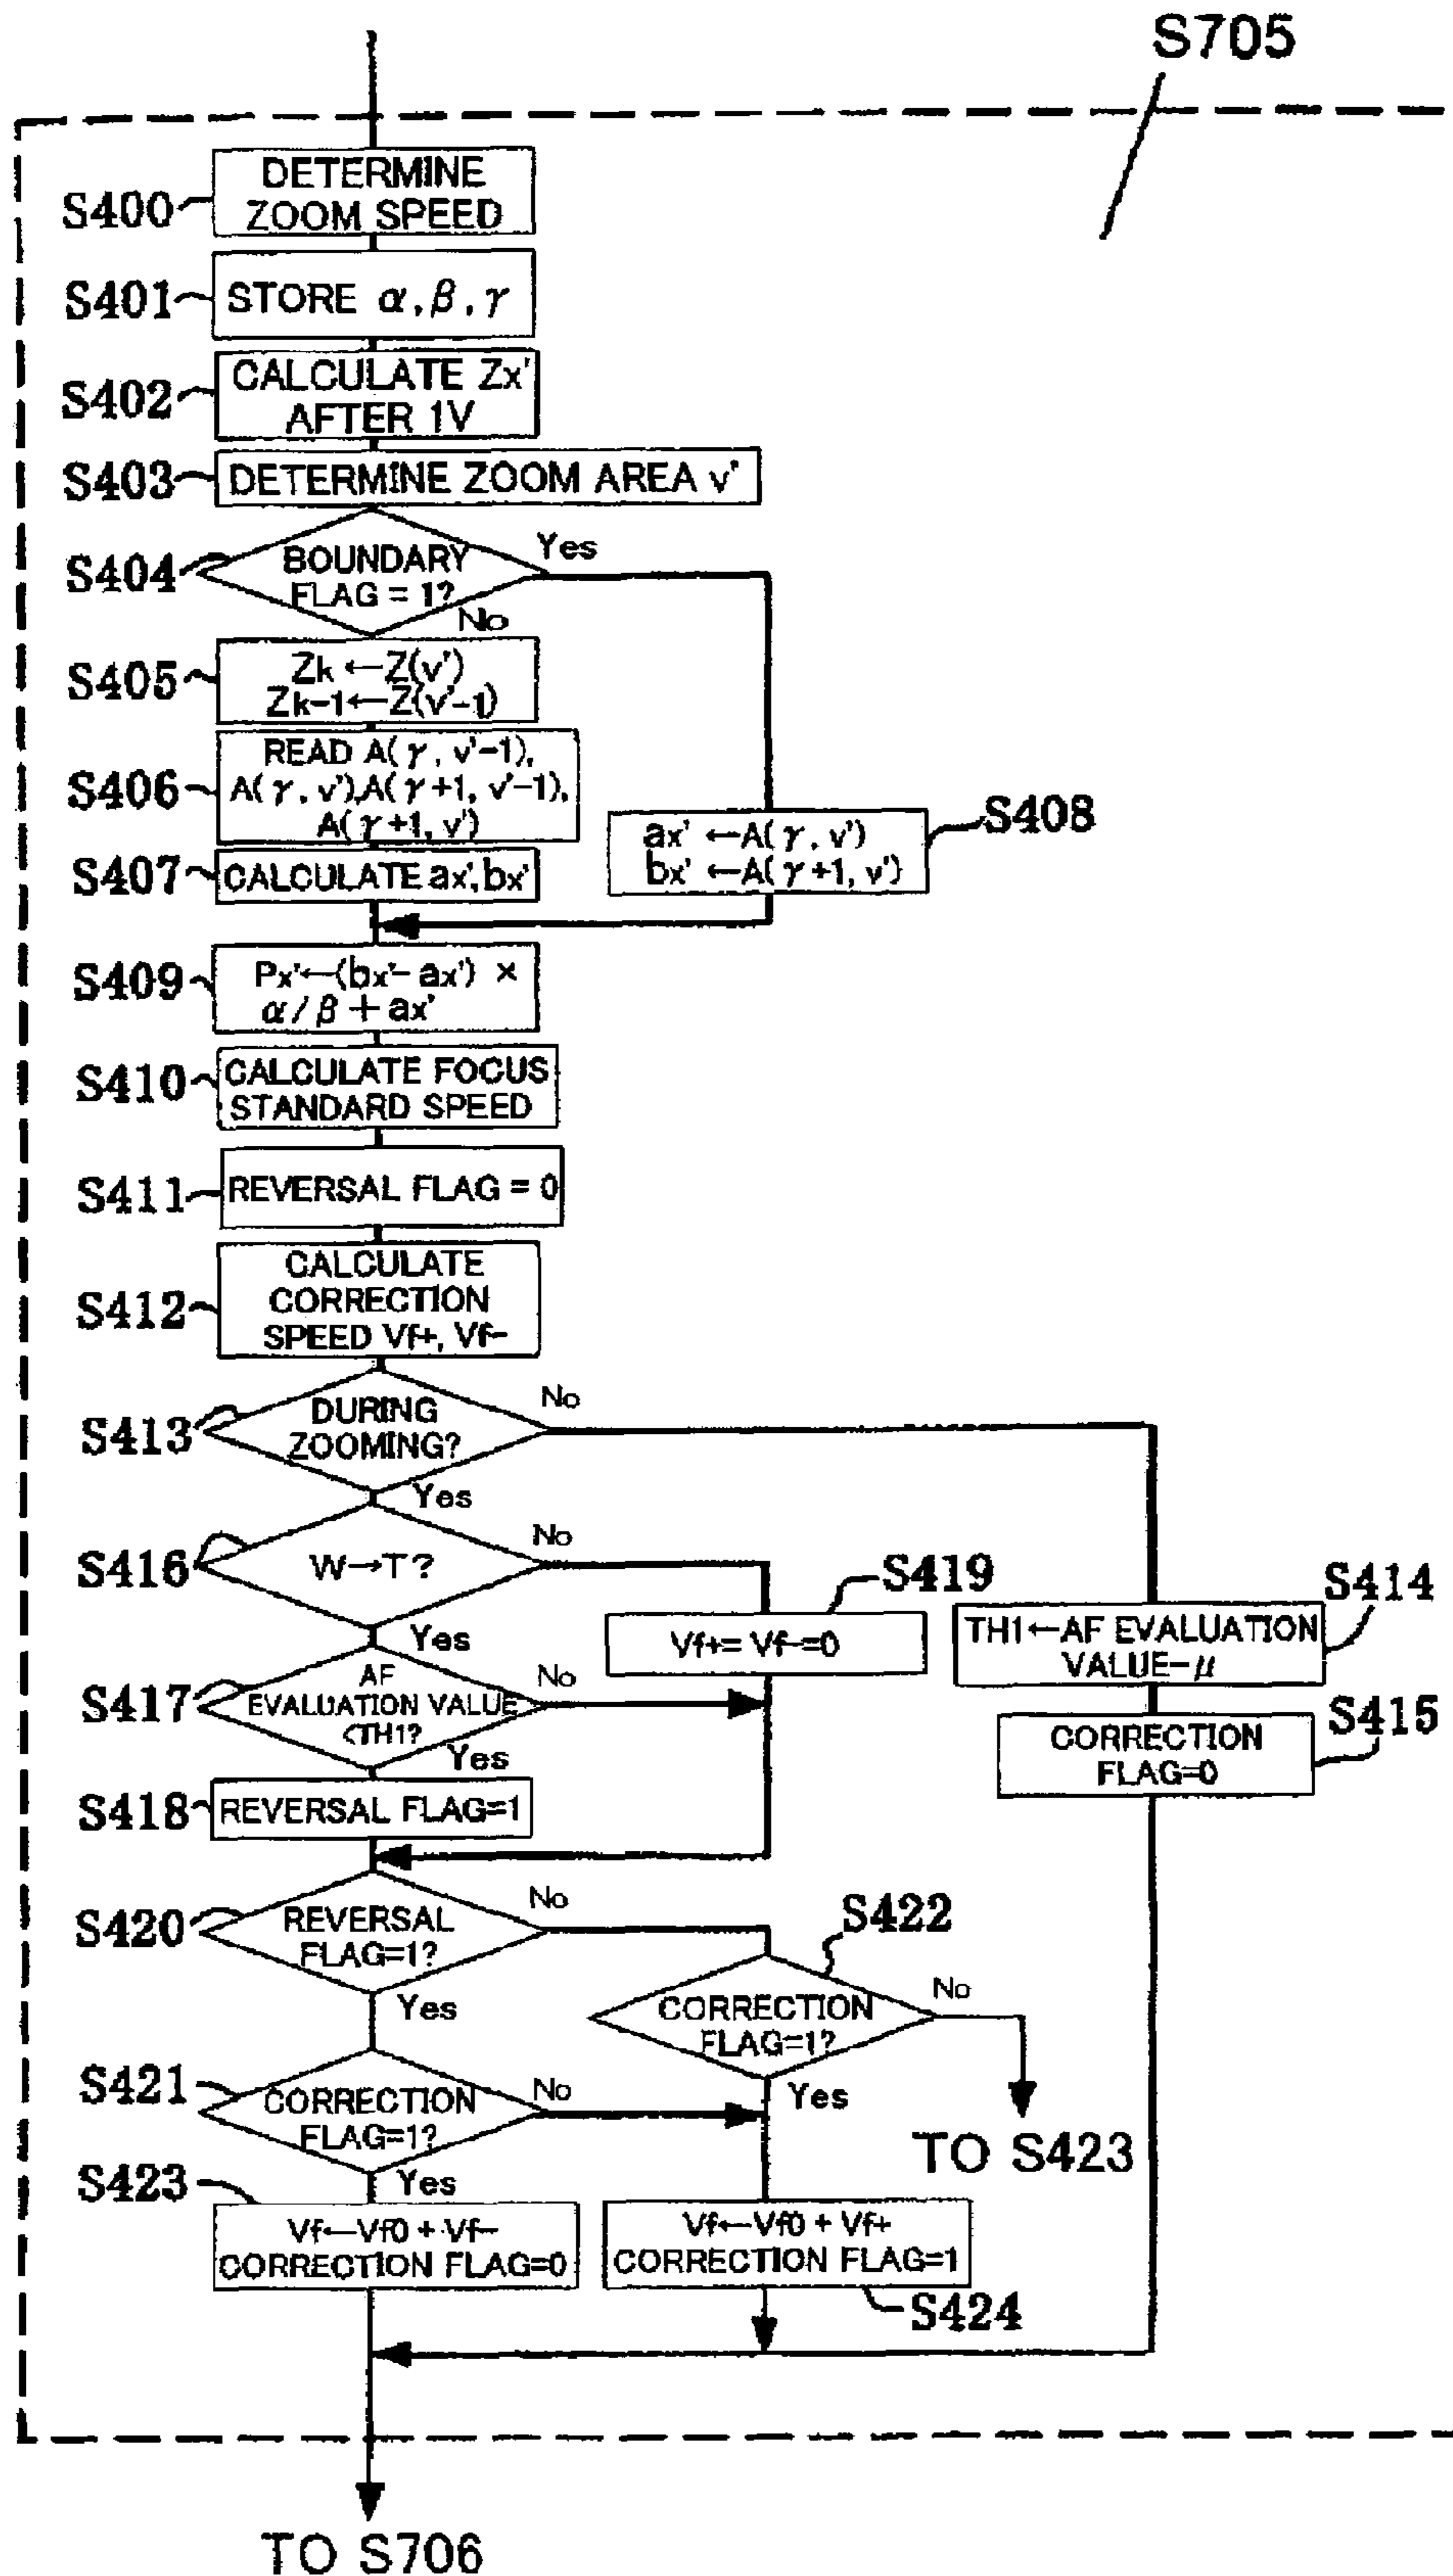 S705
S400
DETERMINE
ZOOM SPEED
S401
STORE α, β, γ
S402
CALCULATE Zx'
AFTER 1V
S403
DETERMINE ZOOM AREA v'
S404
BOUNDARY
FLAG = 1?
Yes
No
S405
Zk ←Z(v')
Zk-1←Z(v'-1)
S406
READ A(γ, v'-1),
A(γ, v'),A(γ+1, v'-1),
A(γ+1, v')
S408
ax' ←A(γ, v')
bx' ←A(γ+1, v')
S407
CALCULATE ax',bx'
S409
Px'←(bx'- ax') ×
α/β + ax'
S410
CALCULATE FOCUS
STANDARD SPEED
S411
REVERSAL FLAG = 0
S412
CALCULATE
CORRECTION
SPEED Vf+, Vf-
S413
DURING
ZOOMING?
No
Yes
S416
W→T?
No
Yes
S419
Vf+= Vf-=0
S414
TH1←AF EVALUATION
VALUE-μ
S415
CORRECTION
FLAG=0
S417
AF
EVALUATION VALUE
<TH1?
No
Yes
S418
REVERSAL FLAG=1
S420
REVERSAL
FLAG=1?
No
Yes
S422
CORRECTION
FLAG=1?
No
Yes
TO S423
S421
CORRECTION
FLAG=1?
No
Yes
S423
Vf←Vf0 + Vf-
CORRECTION FLAG=0
Vf←Vf0 + Vf+
CORRECTION FLAG=1
S424
TO S706